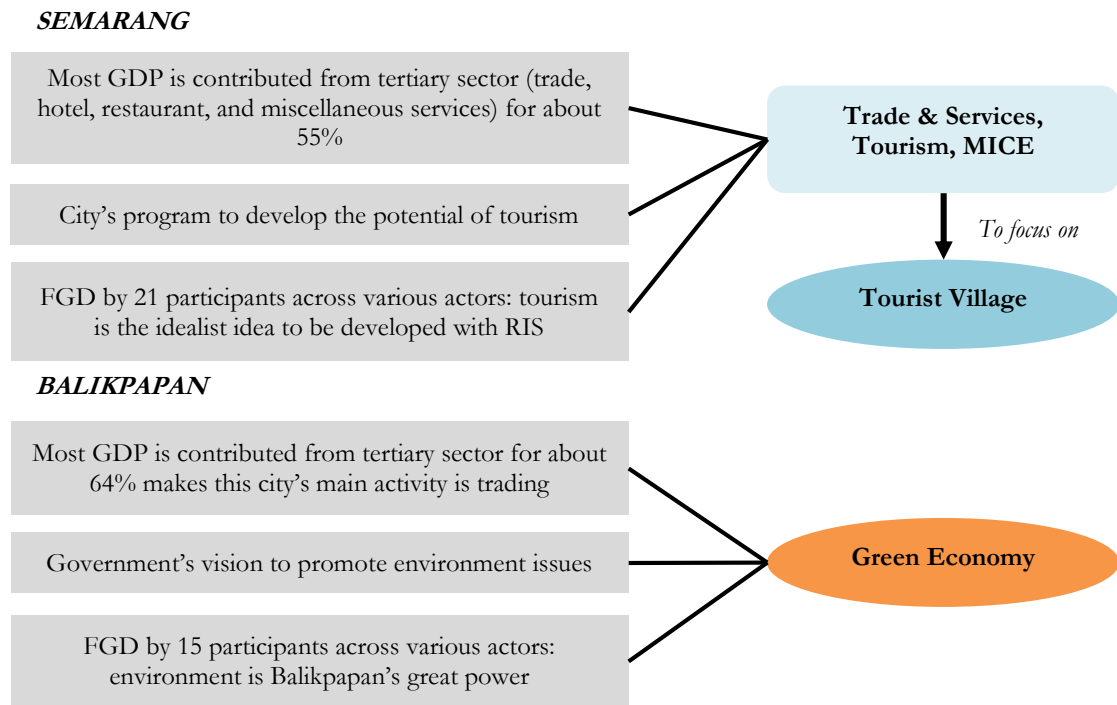 SEMARANG
Most GDP is contributed from tertiary sector (trade,
hotel, restaurant, and miscellaneous services) for about
55%
City’s program to develop the potential of tourism
FGD by 21 participants across various actors: tourism
is the idealist idea to be developed with RIS
Trade & Services,
Tourism, MICE
To focus on
Tourist Village
BALIKPAPAN
Most GDP is contributed from tertiary sector for about
64% makes this city’s main activity is trading
Government’s vision to promote environment issues
FGD by 15 participants across various actors:
environment is Balikpapan’s great power
Green Economy